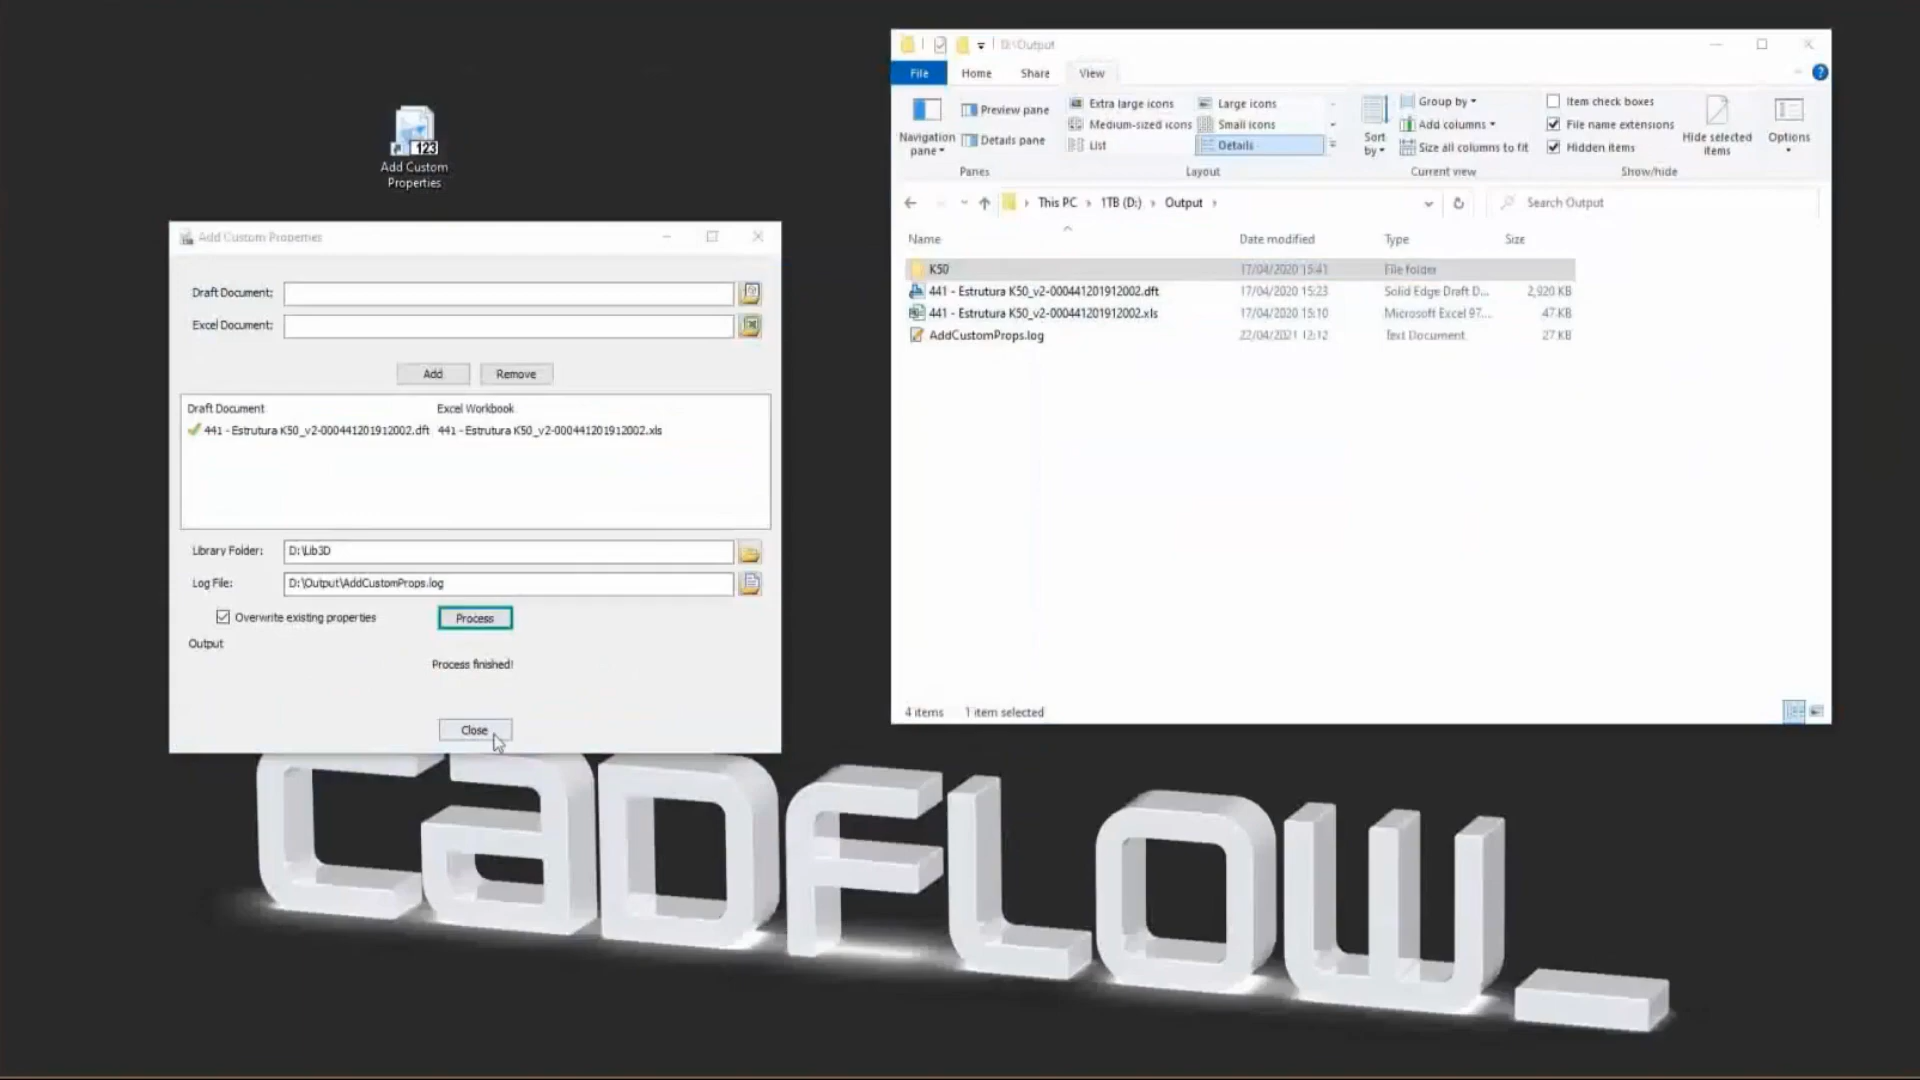 123
Add Custom
Properties
Add Custom Properties
Draft Document:
Excel Document:
Add
Remove
Draft Document
Excel Workbook
441 - Estrutura K50_v2-000441201912002.dft
441 - Estrutura K50_v2-000441201912002.xls
Library Folder:
D:\Lib3D
Log File:
D:\Output\AddCustomProps.log
Overwrite existing properties
Process
Output
Process finished!
Close
D:\Output
File
Home
Share
View
Navigation
pane
Preview pane
Details pane
Panes
Extra large icons
Large icons
Medium-sized icons
Small icons
List
Details
Layout
Sort
by
Group by
Add columns
Size all columns to fit
Current view
Item check boxes
File name extensions
Hidden items
Hide selected
items
Show/hide
Options
This PC
1TB (D:)
Output
Search Output
Name
Date modified
Type
Size
K50
17/04/2020 15:41
File folder
441 - Estrutura K50_v2-000441201912002.dft
17/04/2020 15:23
Solid Edge Draft D...
2,920 KB
441 - Estrutura K50_v2-000441201912002.xls
17/04/2020 15:10
Microsoft Excel 97...
47 KB
AddCustomProps.log
22/04/2021 12:12
Text Document
27 KB
4 items
1 item selected
CaDFLOW_